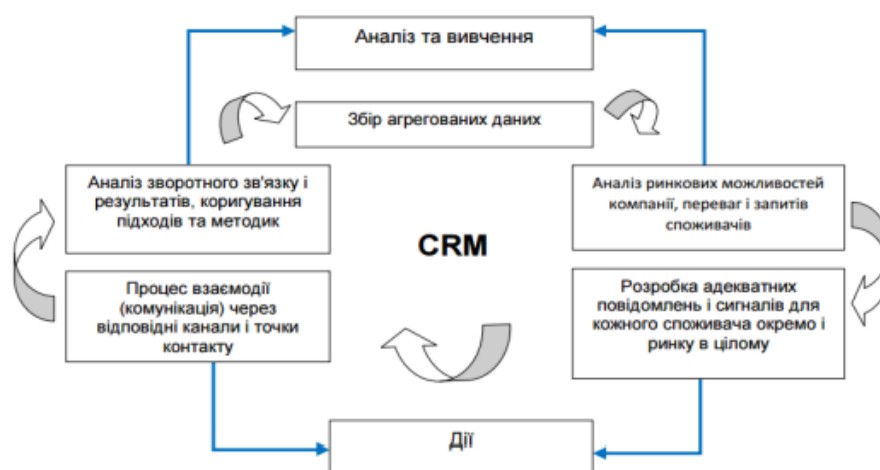 Аналіз та вивчення
Збір агрегованих даних
Аналіз зворотного зв'язку і
результатів, коригування
підходів та методик
Аналіз ринкових можливостей
компанії, переваг і запитів
споживачів
CRM
Процес взаємодії
(комунікація) через
відповідні канали і точки
контакту
Розробка адекватних
повідомлень і сигналів для
кожного споживача окремо і
ринку в цілому
Дії